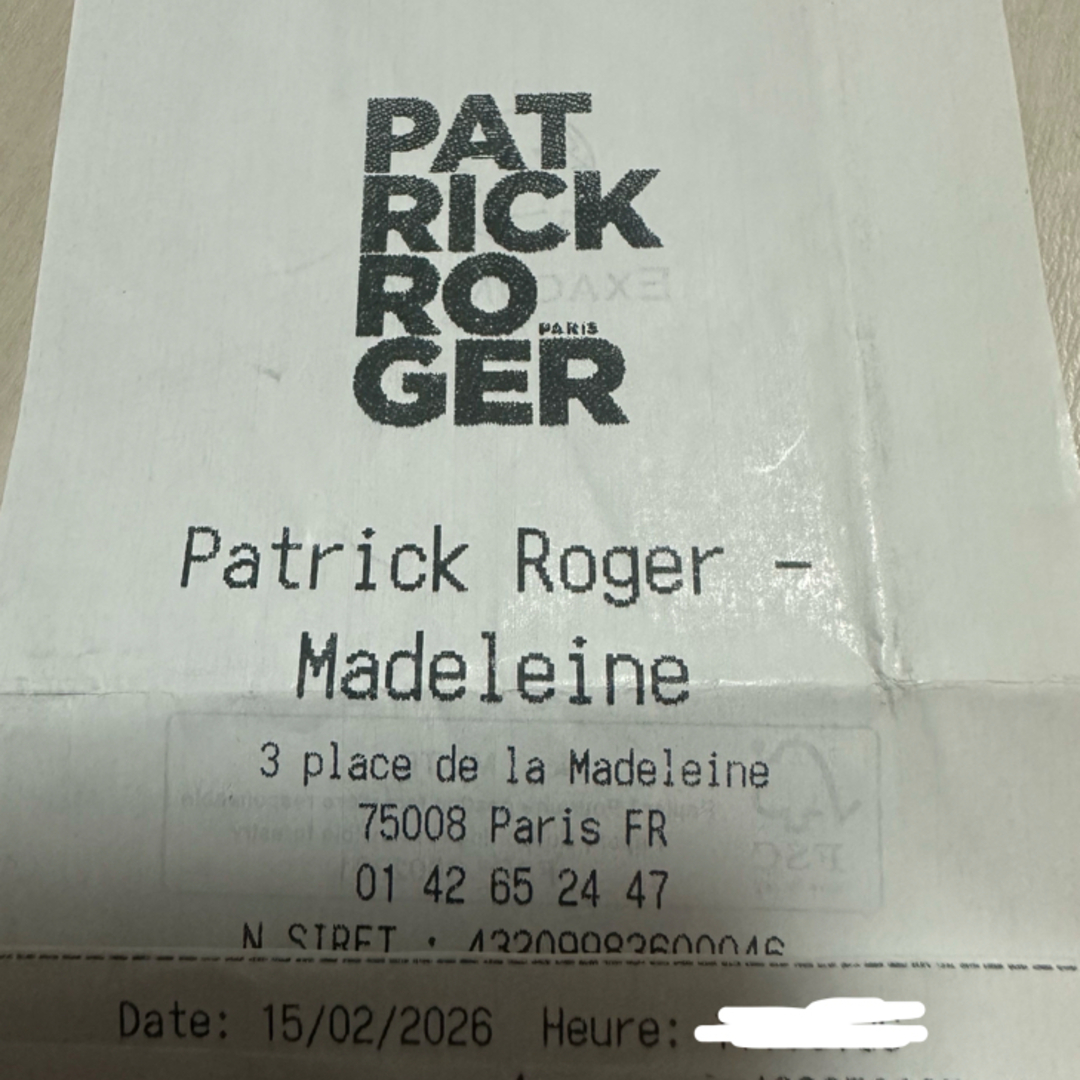 PAT
RICK
RO
PARIS
GER
Patrick Roger -
Madeleine
3 place de la Madeleine
75008 Paris FR
01 42 65 24 47
N SIRET :
Date: 15/02/2026 Heure: